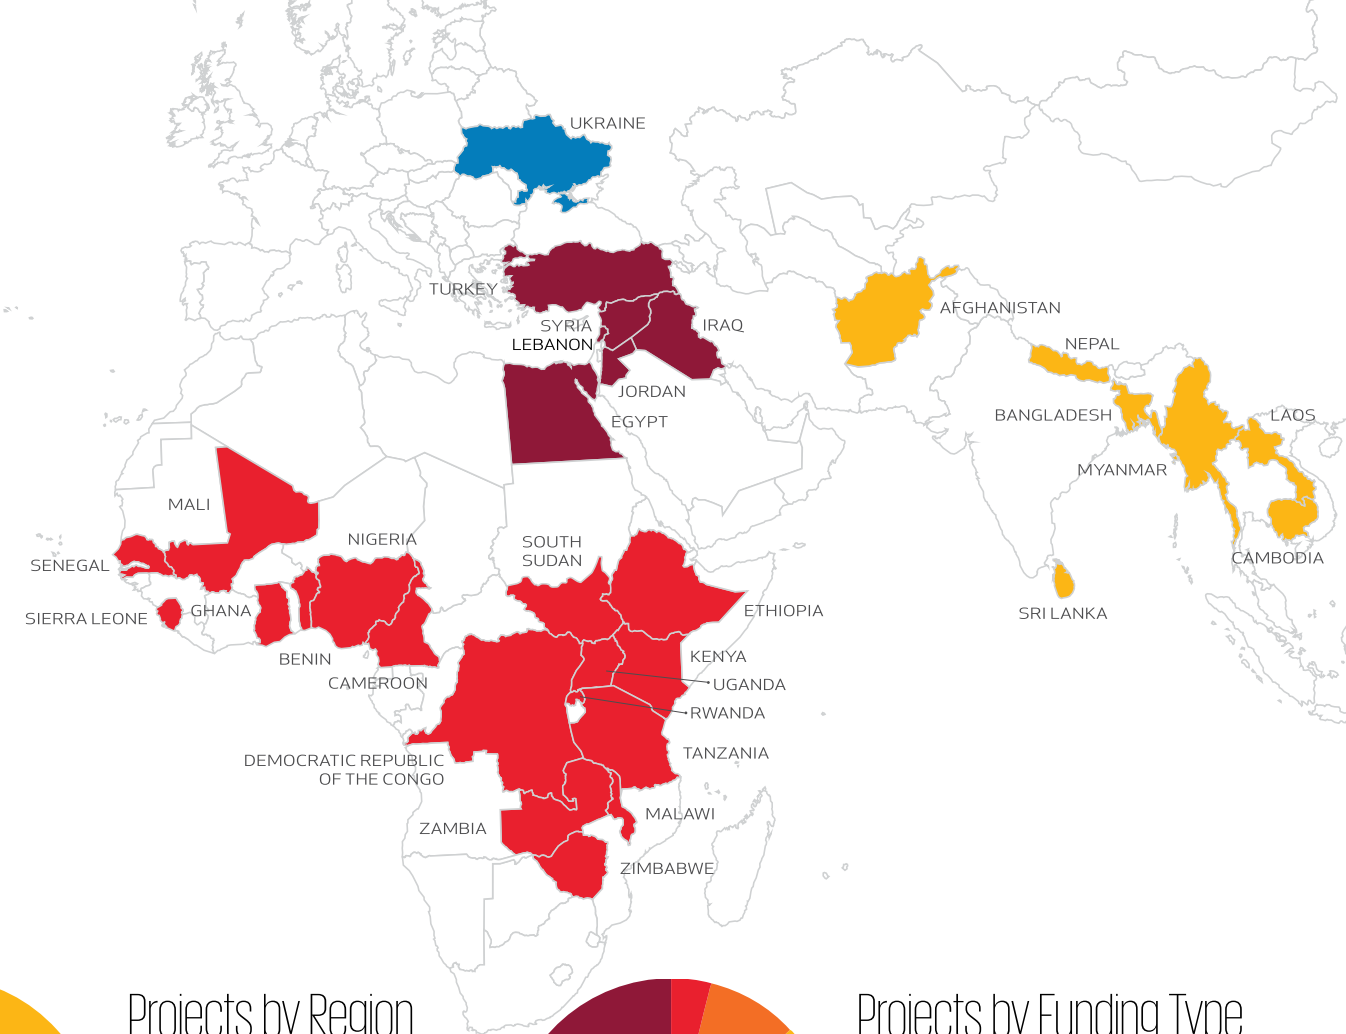 UKRAINE
TURKEY
SYRIA
LEBANON
IRAQ
JORDAN
EGYPT
AFGHANISTAN
NEPAL
BANGLADESH
LAOS
MYANMAR
CAMBODIA
SRI LANKA
MALI
NIGERIA
SENEGAL
SOUTH
SUDAN
SIERRA LEONE
GHANA
ETHIOPIA
BENIN
KENYA
CAMEROON
UGANDA
RWANDA
TANZANIA
DEMOCRATIC REPUBLIC
OF THE CONGO
MALAWI
ZAMBIA
ZIMBABWE
Projects by Region
Projects by Funding Type